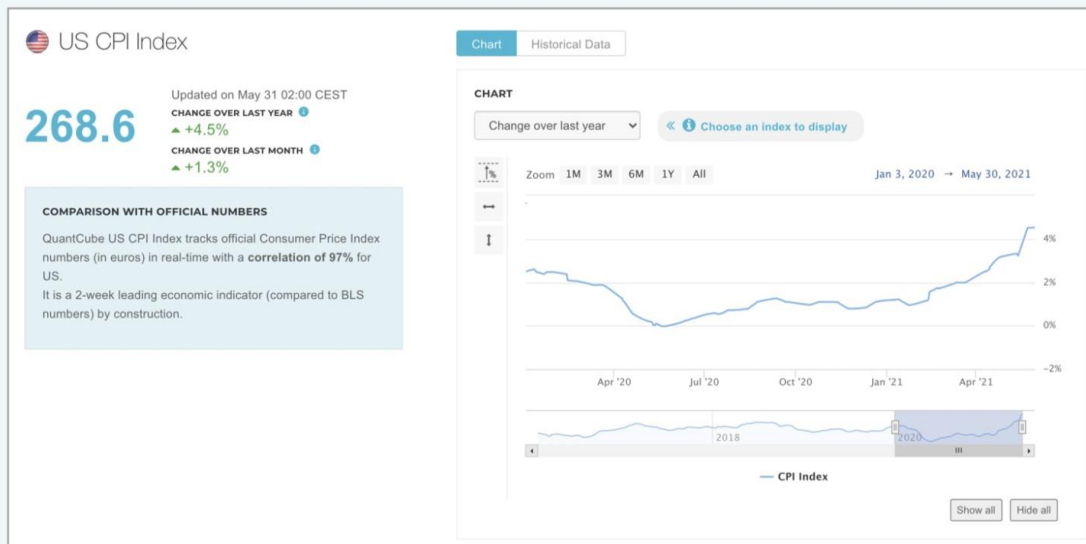 US CPI Index
268.6
Updated on May 31 02:00 CEST
CHANGE OVER LAST YEAR
+4.5%
CHANGE OVER LAST MONTH
+1.3%
COMPARISON WITH OFFICIAL NUMBERS
QuantCube US CPI Index tracks official Consumer Price Index
numbers (in euros) in real-time with a correlation of 97% for
US.
It is a 2-week leading economic indicator (compared to BLS
numbers) by construction.
Chart Historical Data
CHART
Change over last year « Choose an index to display
% Zoom 1M 3M 6M 1Y All Jan 3, 2020 → May 30, 2021
4%
2%
0%
-2%
Apr '20 Jul '20 Oct '20 Jan '21 Apr '21
2018 2020
CPI Index
Show all Hide all